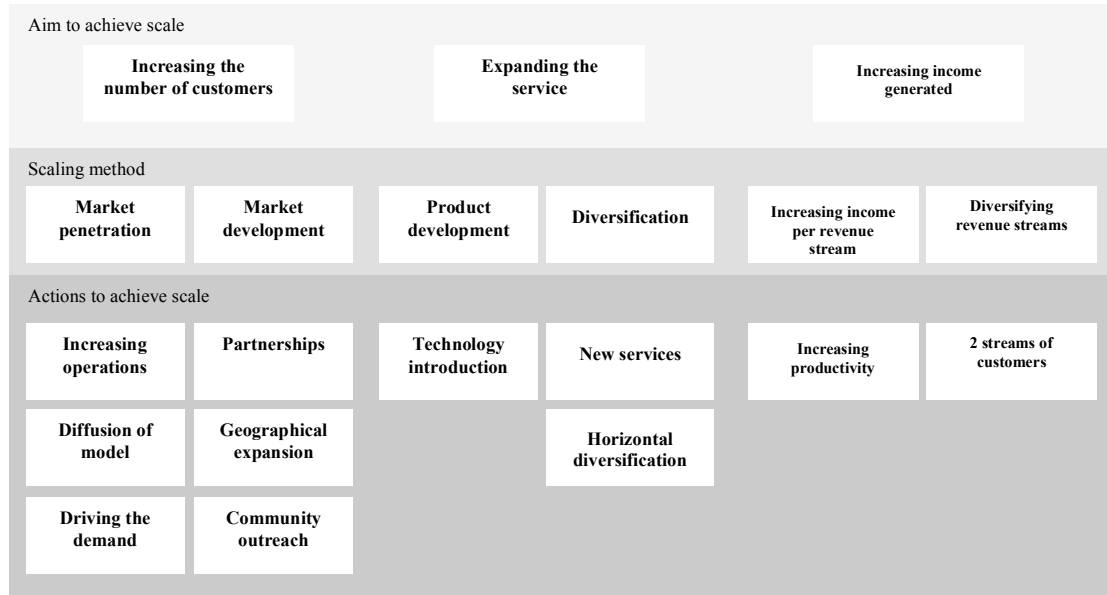 Aim to achieve scale
Increasing the
number of customers
Expanding the
service
Increasing income
generated
Scaling method
Market
penetration
Market
development
Product
development
Diversification
Increasing income
per revenue
stream
Diversifying
revenue streams
Actions to achieve scale
Increasing
operations
Partnerships
Technology
introduction
New services
Increasing
productivity
2 streams of
customers
Diffusion of
model
Geographical
expansion
Horizontal
diversification
Driving the
demand
Community
outreach